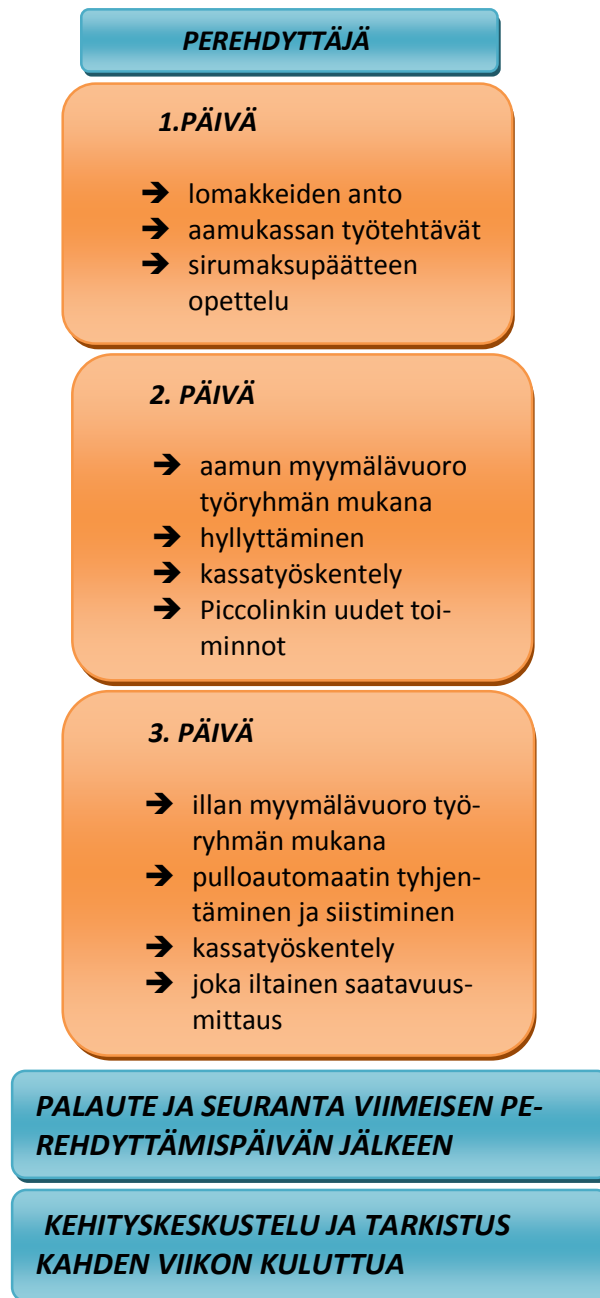 PEREHDYTTÄJÄ
1.PÄIVÄ
➔ lomakkeiden anto
➔ aamukassan työtehtävät
➔ sirumaksupäätteen
opettelu
2. PÄIVÄ
➔ aamun myymälävuoro
työryhmän mukana
➔ hyllyttäminen
➔ kassatyöskentely
➔ Piccolinkin uudet toi-
minnot
3. PÄIVÄ
➔ illan myymälävuoro työ-
ryhmän mukana
➔ pulloautomaatin tyhjen-
täminen ja siistiminen
➔ kassatyöskentely
➔ joka iltainen saatavuus-
mittaus
PALAUTE JA SEURANTA VIIMEISEN PE-
REHDYTTÄMISPÄIVÄN JÄLKEEN
KEHITYSKESKUSTELU JA TARKISTUS
KAHDEN VIIKON KULUTTUA